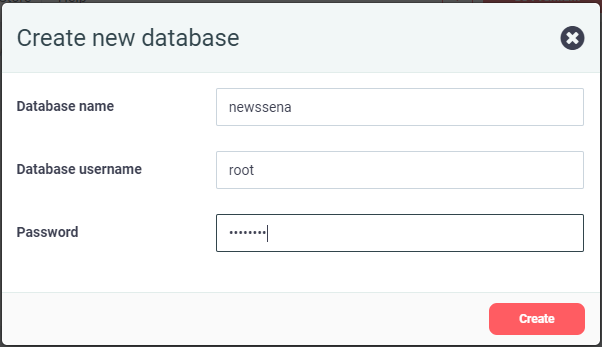 Create new database
Database name
newssena
Database username
root
Password
••••••••
Create